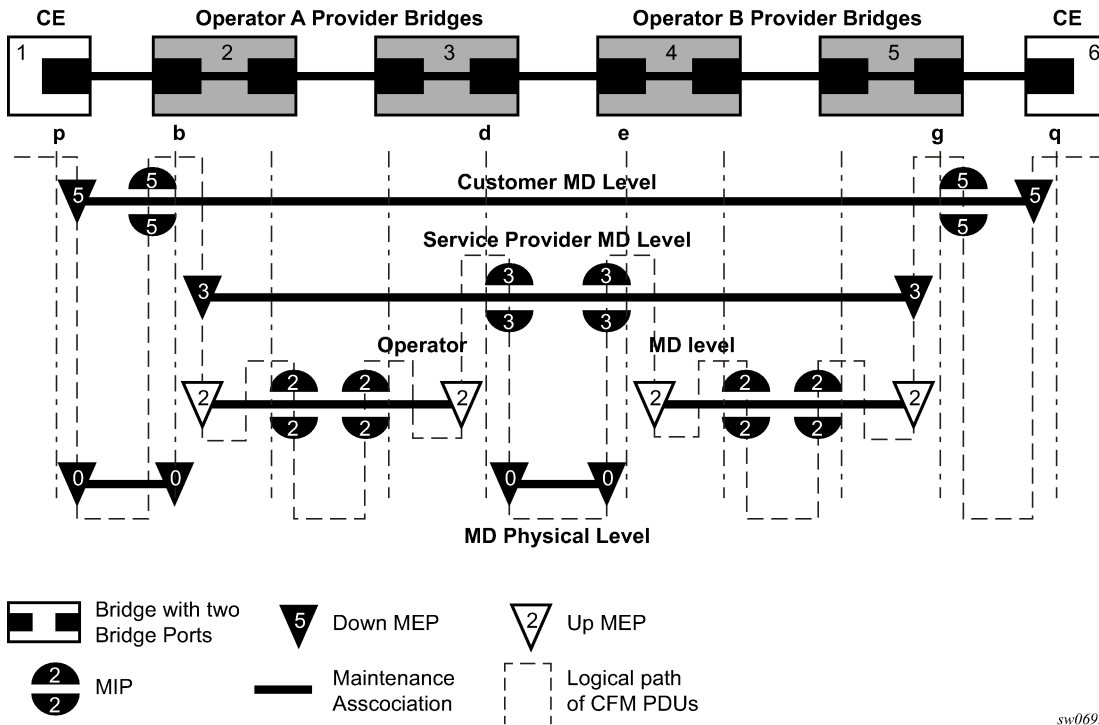 CE
Operator A Provider Bridges
Operator B Provider Bridges
CE
1
2
3
4
5
6
p
b
d
e
g
q
5
5
5
Customer MD Level
5
5
5
Service Provider MD Level
3
3
3
3
3
3
Operator
MD level
2
2
2
2
2
2
2
2
2
2
2
2
0
0
0
0
MD Physical Level
Bridge with two
Bridge Ports
5
Down MEP
2
Up MEP
2
2
MIP
Maintenance
Asscociation
Logical path
of CFM PDUs